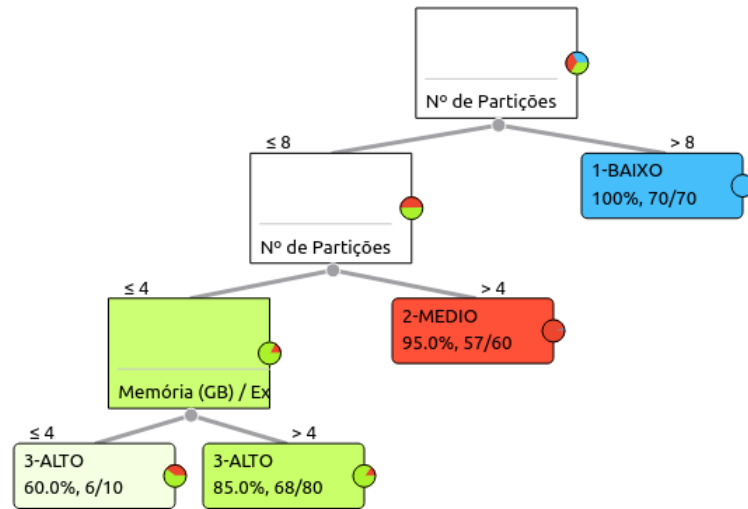 Nº de Partições
≤ 8
> 8
1-BAIXO
100%, 70/70
Nº de Partições
≤ 4
> 4
2-MEDIO
95.0%, 57/60
Memória (GB) / Ex
≤ 4
> 4
3-ALTO
60.0%, 6/10
3-ALTO
85.0%, 68/80